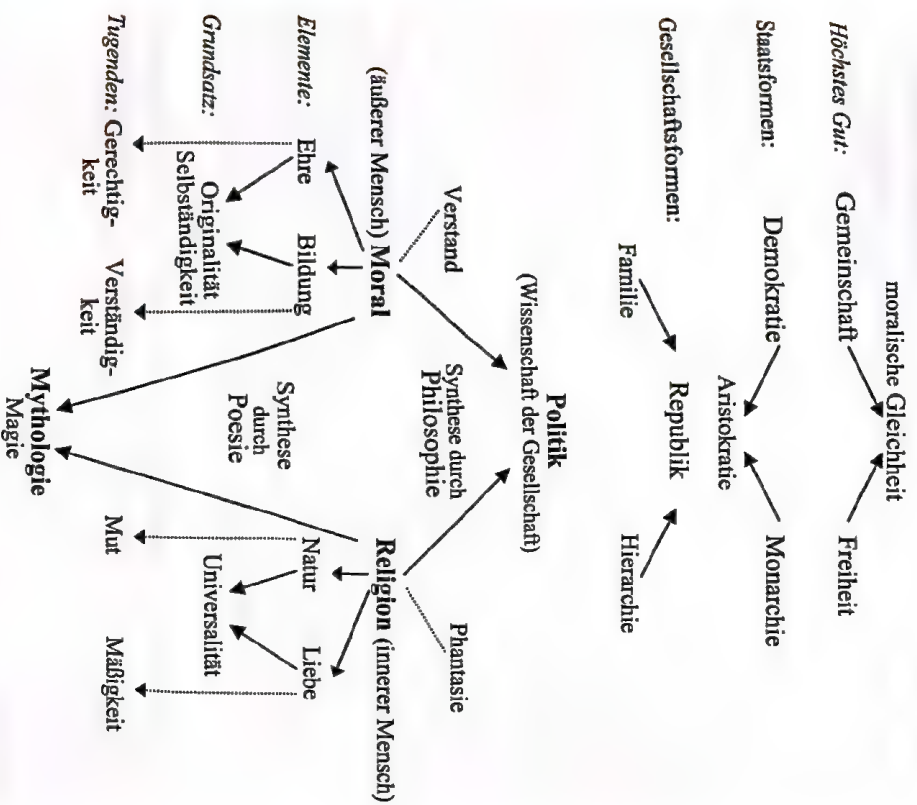 moralische Gleichheit
Höchstes Gut: Gemeinschaft Freiheit
Staatsformen: Demokratie Monarchie
Aristokratie
Gesellschaftsformen: Republik
Familie Hierarchie
Politik
(Wissenschaft der Gesellschaft)
Verstand Synthese durch Phantasie
Philosophie
(äußerer Mensch) Moral Religion (innerer Mensch)
Elemente: Ehre Bildung Natur Liebe
Synthese
durch
Poesie
Grundsatz: Originalität Universalität
Selbständigkeit
Tugenden: Gerechtig- Verständig- Mut Mäßigkeit
keit keit
Mythologie
Magie